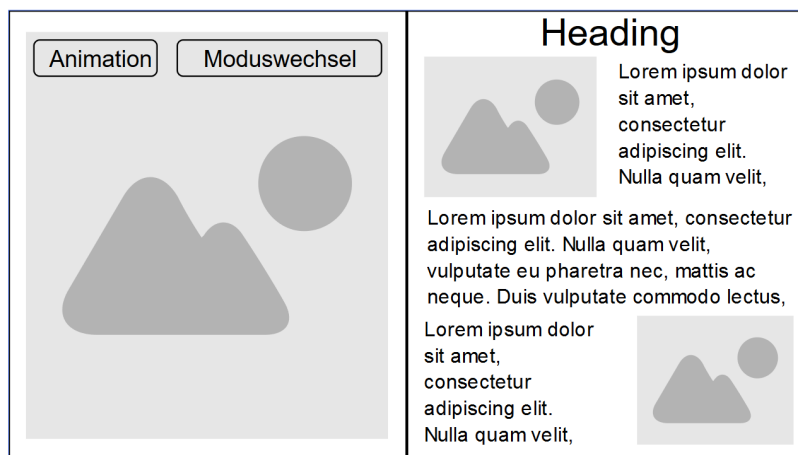 Animation
Moduswechsel
Heading
Lorem ipsum dolor
sit amet,
consectetur
adipiscing elit.
Nulla quam velit,
Lorem ipsum dolor sit amet, consectetur
adipiscing elit. Nulla quam velit,
vulputate eu pharetra nec, mattis ac
neque. Duis vulputate commodo lectus,
Lorem ipsum dolor
sit amet,
consectetur
adipiscing elit.
Nulla quam velit,